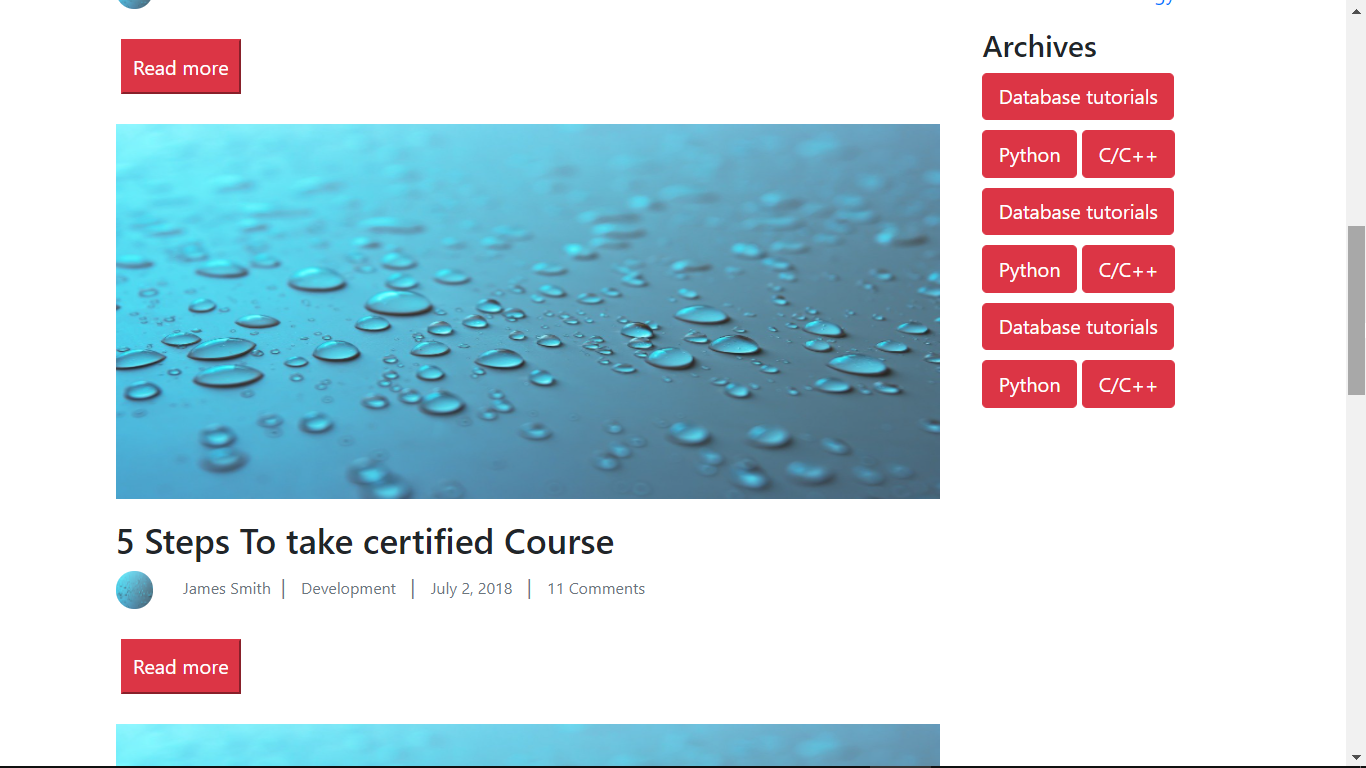 Read more
5 Steps To take certified Course
James Smith | Development | July 2, 2018 | 11 Comments
Read more
Archives
Database tutorials
Python C/C++
Database tutorials
Python C/C++
Database tutorials
Python C/C++